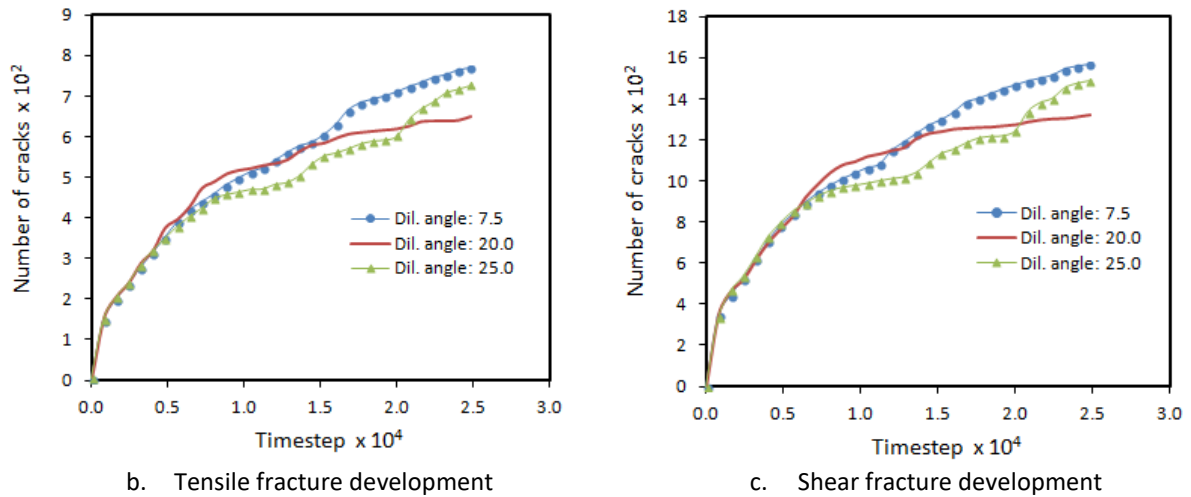 Number of cracks x 10²
9
8
7
6
5
4
3
2
1
0
0.0 0.5 1.0 1.5 2.0 2.5 3.0
Timestep x 10⁴
Dil. angle: 7.5
Dil. angle: 20.0
Dil. angle: 25.0
b. Tensile fracture development
Number of cracks x 10²
18
16
14
12
10
8
6
4
2
0
0.0 0.5 1.0 1.5 2.0 2.5 3.0
Timestep x 10⁴
Dil. angle: 7.5
Dil. angle: 20.0
Dil. angle: 25.0
c. Shear fracture development